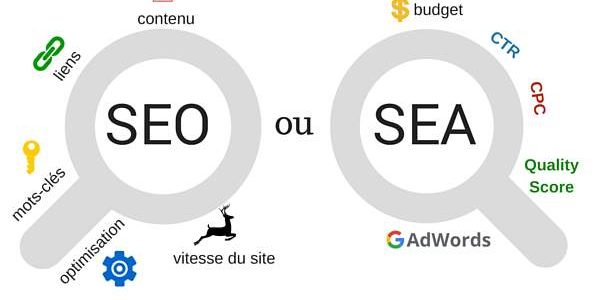 contenu
budget
liens
CTR
CPC
SEO ou SEA
Quality
Score
mots-clés
optimisation
vitesse du site
AdWords